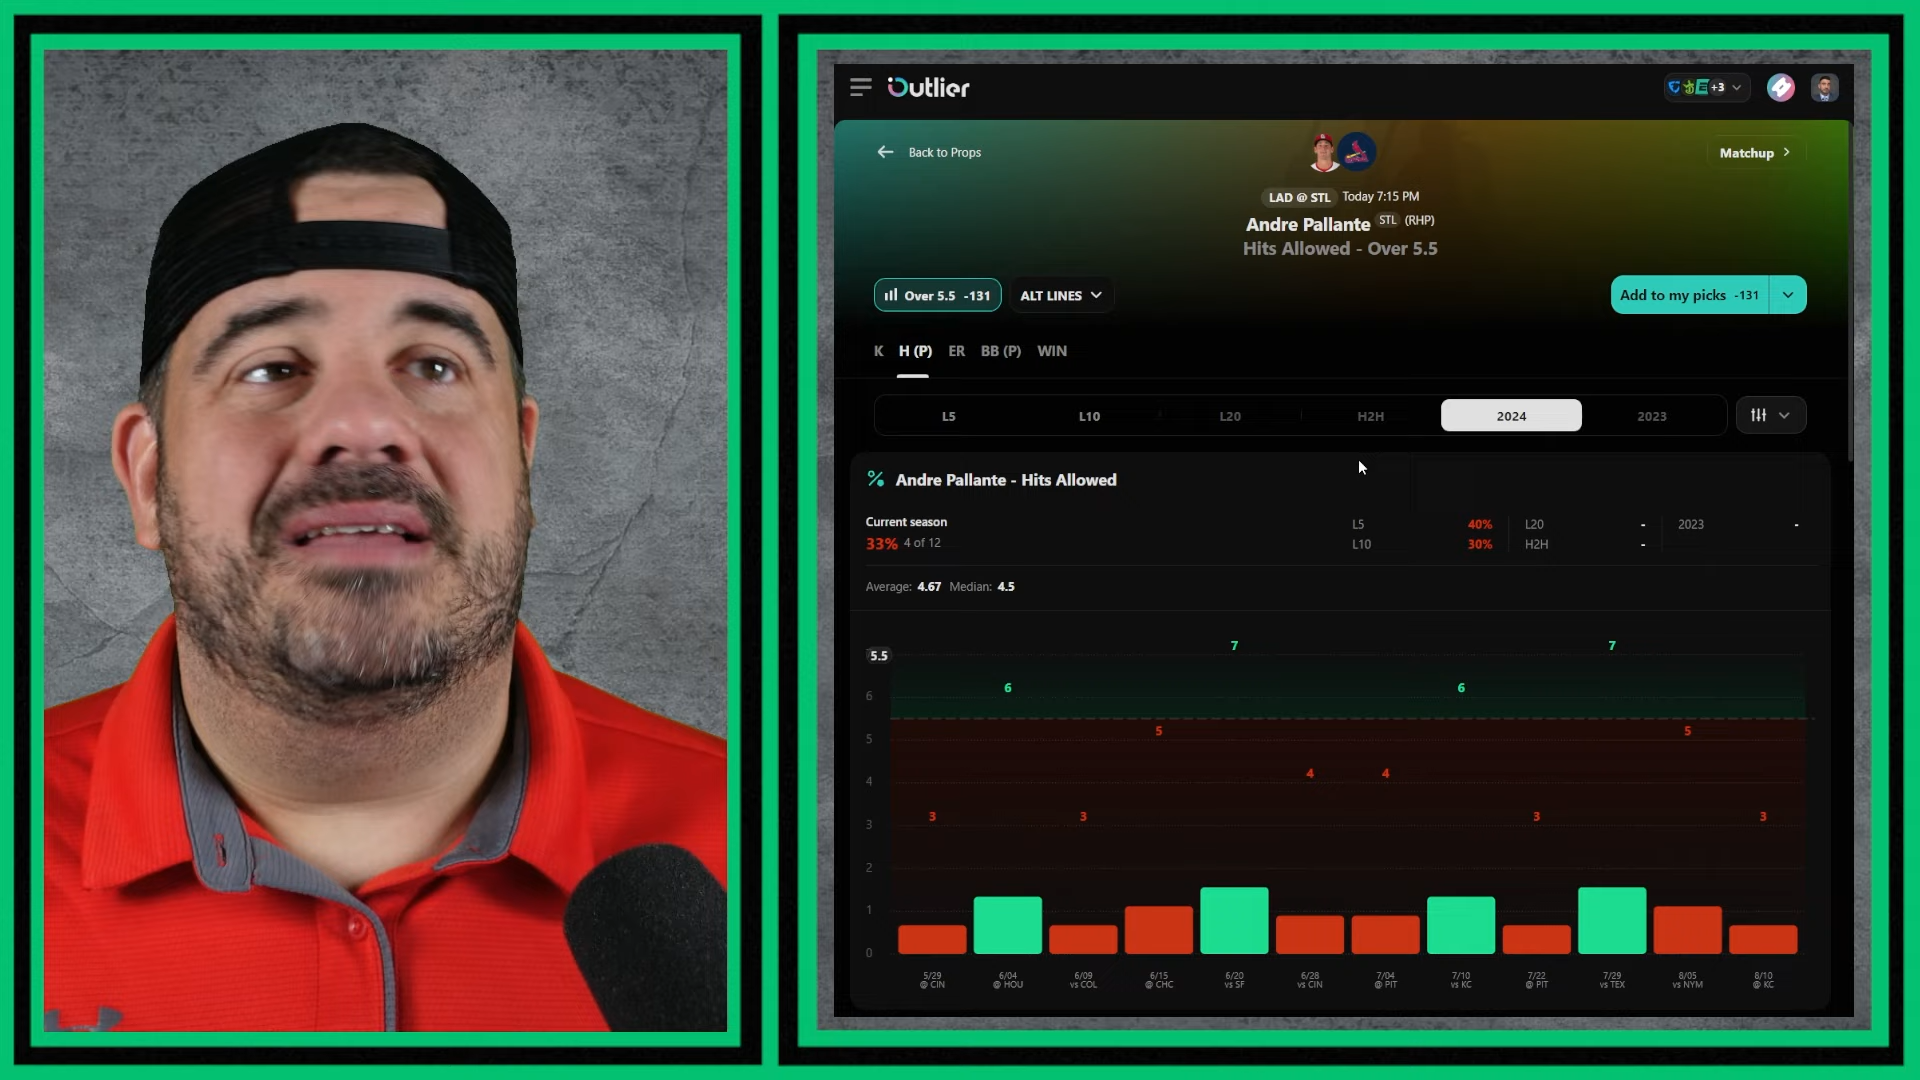 Outlier
+3
Back to Props
Matchup
LAD @ STL Today 7:15 PM
Andre Pallante STL (RHP)
Hits Allowed - Over 5.5
Over 5.5 -131
ALT LINES
Add to my picks -131
K H (P) ER BB (P) WIN
L5 L10 L20 H2H 2024 2023
Andre Pallante - Hits Allowed
Current season
33% 4 of 12
L5 40% L20 - 2023 -
L10 30% H2H -
Average: 4.67 Median: 4.5
5.5
6
5
4
3
2
1
0
3 6 3 5 7 4 4 6 3 7 5 3
5/29 6/04 6/09 6/15 6/20 6/28 7/04 7/10 7/22 7/29 8/05 8/10
@ CIN @ HOU vs COL @ CHC vs SF vs CIN @ PIT vs KC @ PIT vs TEX vs NYM @ KC